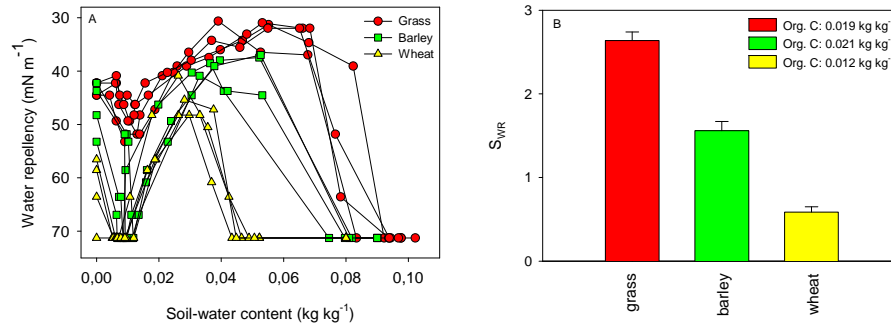 A
Grass
Barley
Wheat
30
40
50
60
70
Water repellency (mN m-1)
0,00
0,02
0,04
0,06
0,08
0,10
Soil-water content (kg kg-1)
B
Org. C: 0.019 kg kg-
Org. C: 0.021 kg kg-
Org. C: 0.012 kg kg-
3
2
1
0
SWR
grass
barley
wheat